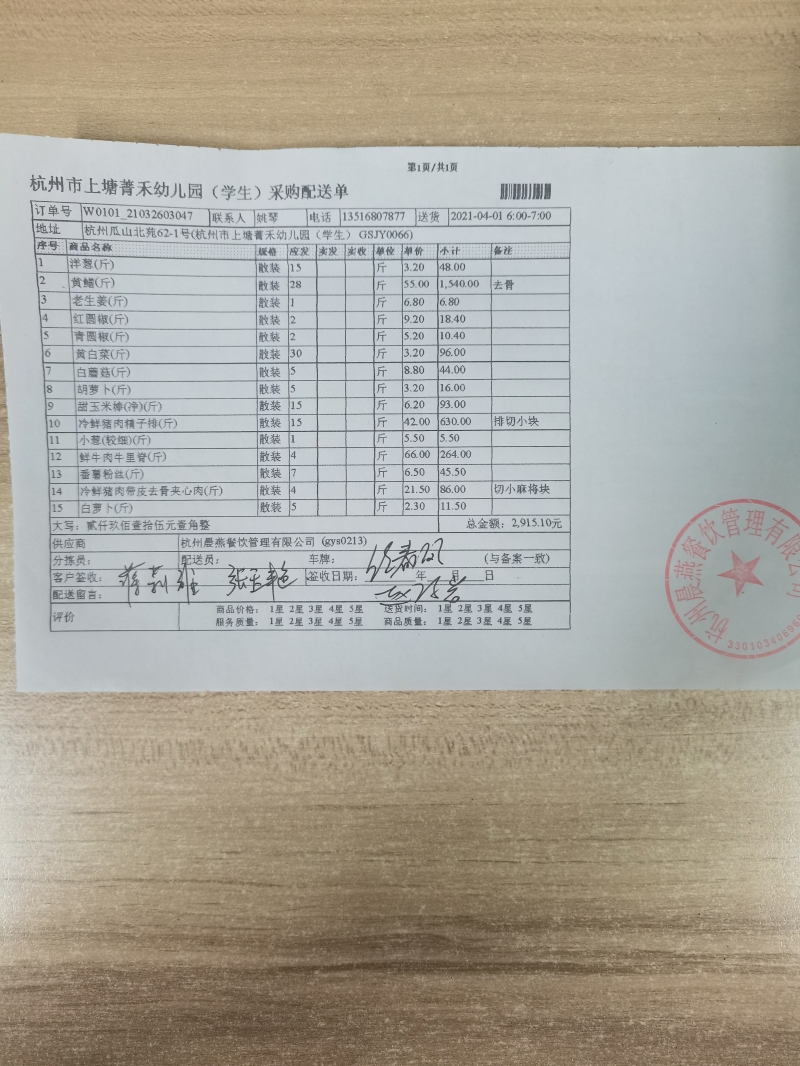 第1页/共1页
杭州市上塘菁禾幼儿园（学生）采购配送单
订单号 W0101_21032603047 联系人 姚琴 电话 13516807877 送货 2021-04-01 6:00-7:00
地址 杭州瓜山北苑62-1号(杭州市上塘菁禾幼儿园（学生） GSJY0066)
序号 商品名称 规格 应发 实发 实收 单位 单价 小计 备注
1 洋葱(斤) 散装 15 斤 3.20 48.00
2 黄鳝(斤) 散装 28 斤 55.00 1,540.00 去骨
3 老生姜(斤) 散装 1 斤 6.80 6.80
4 红圆椒(斤) 散装 2 斤 9.20 18.40
5 青圆椒(斤) 散装 2 斤 5.20 10.40
6 黄白菜(斤) 散装 30 斤 3.20 96.00
7 白蘑菇(斤) 散装 5 斤 8.80 44.00
8 胡萝卜(斤) 散装 5 斤 3.20 16.00
9 甜玉米棒(净)(斤) 散装 15 斤 6.20 93.00
10 冷鲜猪肉精子排(斤) 散装 15 斤 42.00 630.00 排切小块
11 小葱(较细)(斤) 散装 1 斤 5.50 5.50
12 鲜牛肉牛里脊(斤) 散装 4 斤 66.00 264.00
13 番薯粉丝(斤) 散装 7 斤 6.50 45.50
14 冷鲜猪肉带皮去骨夹心肉(斤) 散装 4 斤 21.50 86.00 切小麻将块
15 白萝卜(斤) 散装 5 斤 2.30 11.50
大写：贰仟玖佰壹拾伍元壹角整 总金额：2,915.10元
供应商 杭州晨燕餐饮管理有限公司 (gys0213)
分拣员： 配送员： 车牌： (与备案一致)
客户签收： 签收日期： 年 月 日
配送留言：
评价 商品价格： 1星 2星 3星 4星 5星 送货时间： 1星 2星 3星 4星 5星
服务质量： 1星 2星 3星 4星 5星 商品质量： 1星 2星 3星 4星 5星
杭州晨燕餐饮管理有限公司